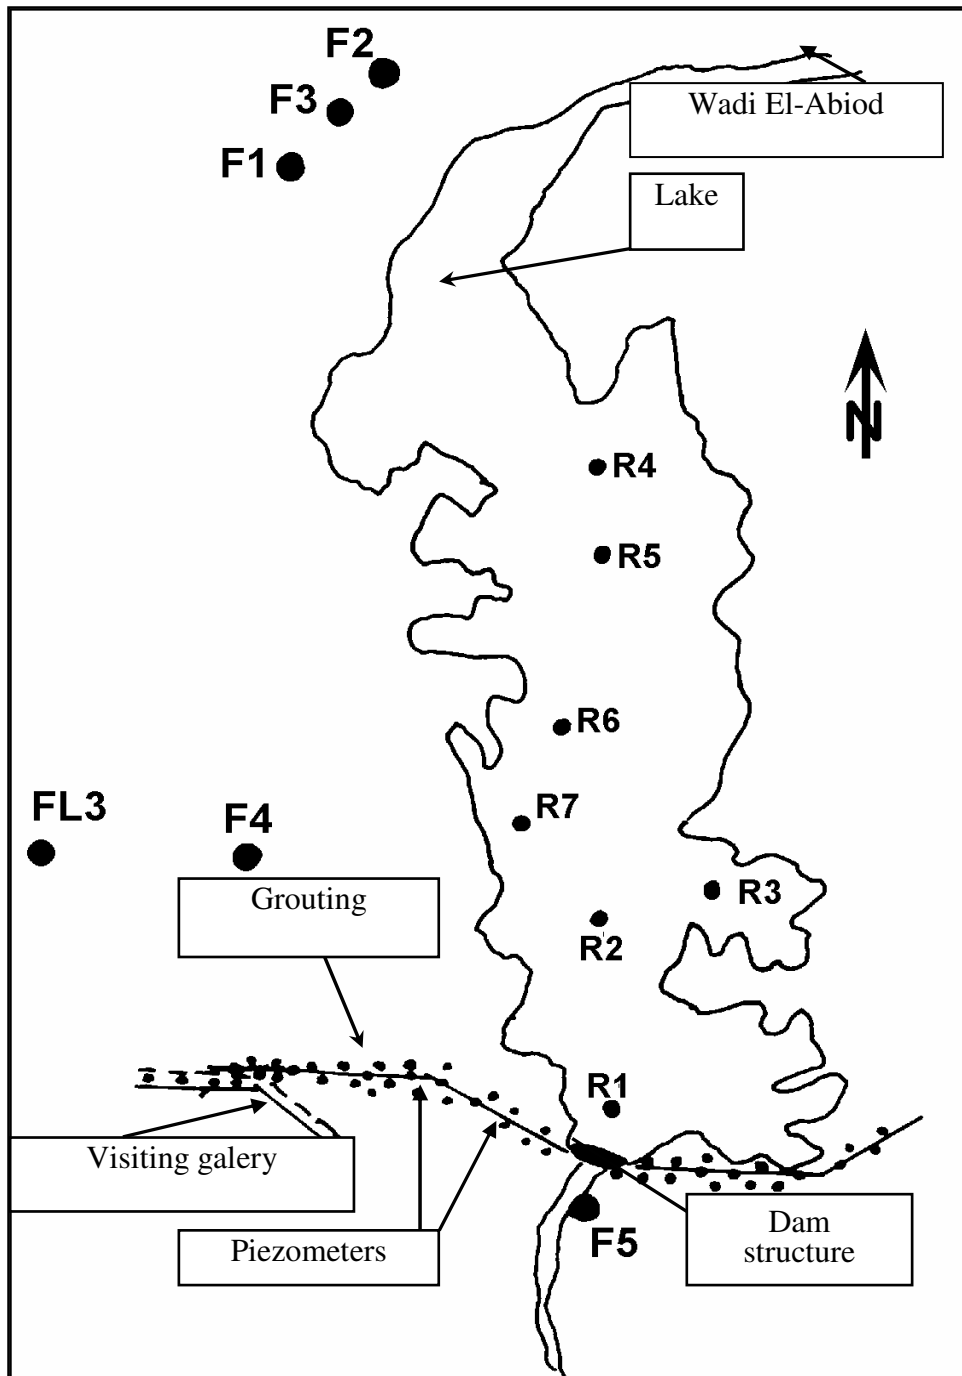 F2
F3
F1
Wadi El-Abiod
Lake
N
R4
R5
R6
R7
FL3
F4
R3
Grouting
R2
R1
Visiting galery
Piezometers
F5
Dam
structure